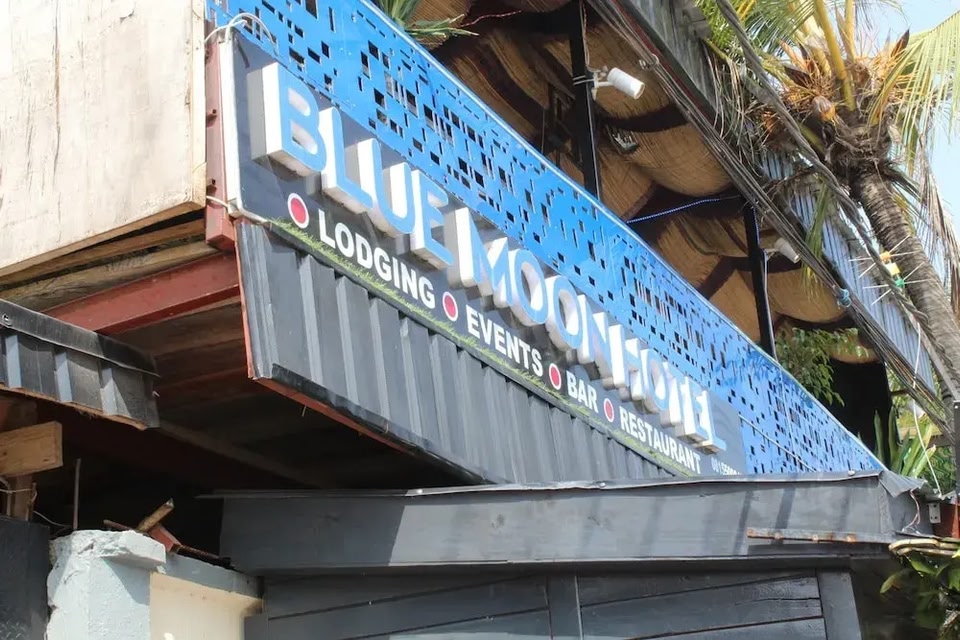 BLUE MOON HOTEL
LODGING EVENTS BAR RESTAURANT